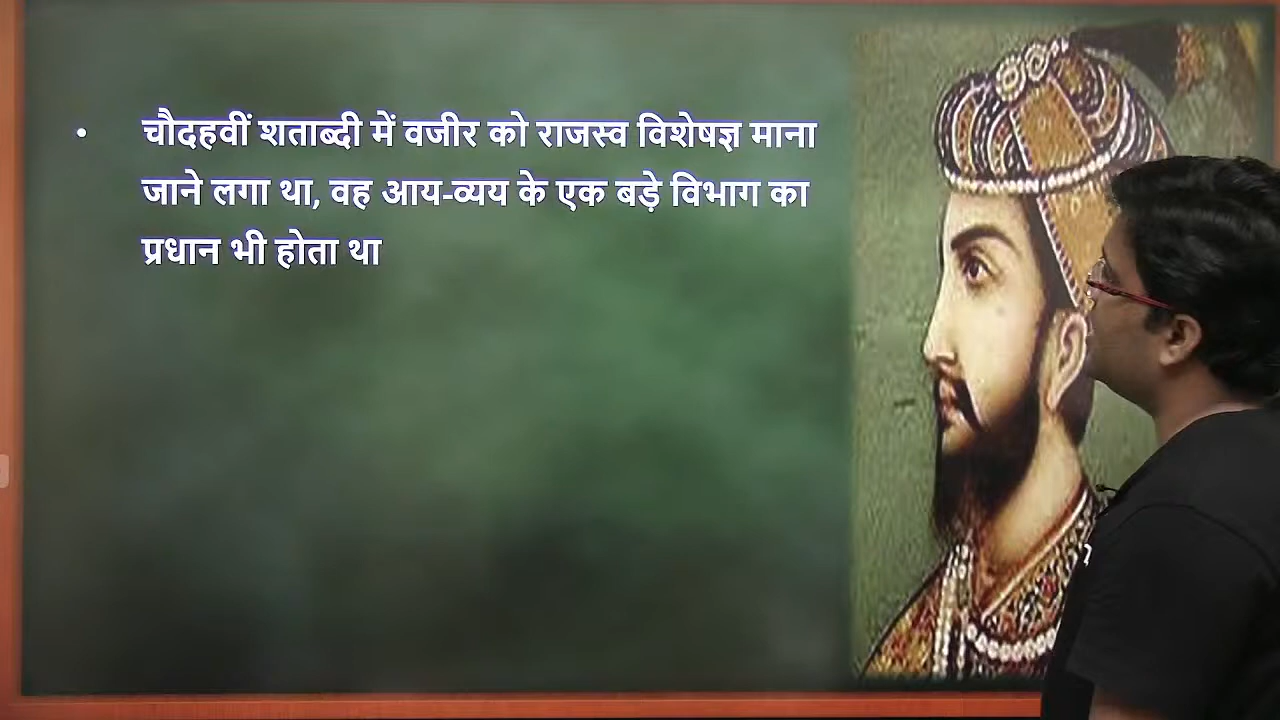 • चौदहवीं शताब्दी में वजीर को राजस्व विशेषज्ञ माना
जाने लगा था, वह आय-व्यय के एक बड़े विभाग का
प्रधान भी होता था